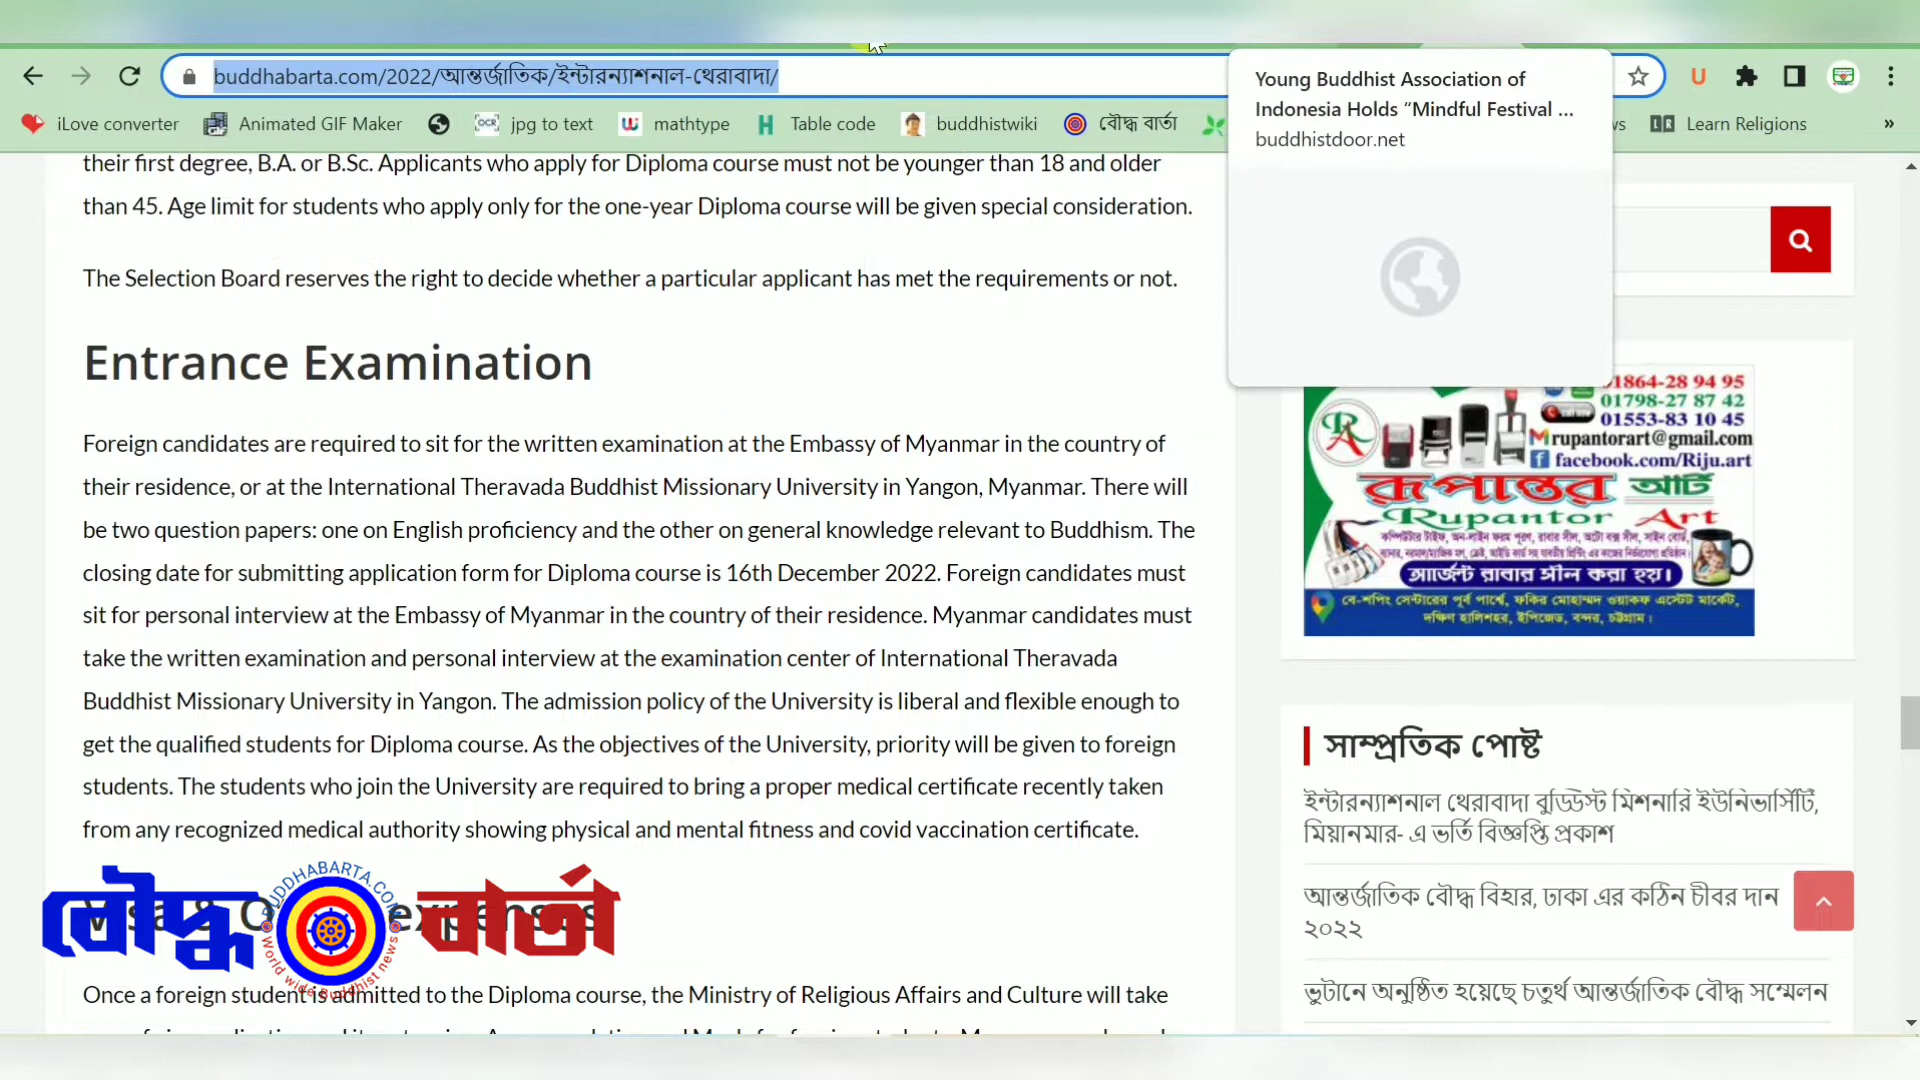 buddhabarta.com/2022/আন্তর্জাতিক/ইন্টারন্যাশনাল-থেরাবাদা/
Young Buddhist Association of
Indonesia Holds “Mindful Festival ...
buddhistdoor.net
iLove converter
Animated GIF Maker
jpg to text
mathtype
Table code
buddhistwiki
বৌদ্ধ বার্তা
Learn Religions
»
their first degree, B.A. or B.Sc. Applicants who apply for Diploma course must not be younger than 18 and older
than 45. Age limit for students who apply only for the one-year Diploma course will be given special consideration.
The Selection Board reserves the right to decide whether a particular applicant has met the requirements or not.
Entrance Examination
Foreign candidates are required to sit for the written examination at the Embassy of Myanmar in the country of
their residence, or at the International Theravada Buddhist Missionary University in Yangon, Myanmar. There will
be two question papers: one on English proficiency and the other on general knowledge relevant to Buddhism. The
closing date for submitting application form for Diploma course is 16th December 2022. Foreign candidates must
sit for personal interview at the Embassy of Myanmar in the country of their residence. Myanmar candidates must
take the written examination and personal interview at the examination center of International Theravada
Buddhist Missionary University in Yangon. The admission policy of the University is liberal and flexible enough to
get the qualified students for Diploma course. As the objectives of the University, priority will be given to foreign
students. The students who join the University are required to bring a proper medical certificate recently taken
from any recognized medical authority showing physical and mental fitness and covid vaccination certificate.
বৌদ্ধ বার্তা
BUDDHABARTA.COM
World wide Buddhist news
Once a foreign student is admitted to the Diploma course, the Ministry of Religious Affairs and Culture will take
01864-28 94 95
01798-27 87 42
01553-83 10 45
rupantorart@gmail.com
facebook.com/Riju.art
রূপান্তর আর্ট
Rupantor Art
আর্জেন্ট রাবার সীল করা হয়।
বে-শপিং সেন্টারের পূর্ব পার্শ্বে, ফকির মোহাম্মদ ওয়াকফ এস্টেট মার্কেট,
দক্ষিণ হালিশহর, ইপিজেড, বন্দর, চট্টগ্রাম।
সাম্প্রতিক পোষ্ট
ইন্টারন্যাশনাল থেরাবাদা বুড্ডিস্ট মিশনারি ইউনিভার্সিটি,
মিয়ানমার- এ ভর্তি বিজ্ঞপ্তি প্রকাশ
আন্তর্জাতিক বৌদ্ধ বিহার, ঢাকা এর কঠিন চীবর দান
২০২২
ভুটানে অনুষ্ঠিত হয়েছে চতুর্থ আন্তর্জাতিক বৌদ্ধ সম্মেলন